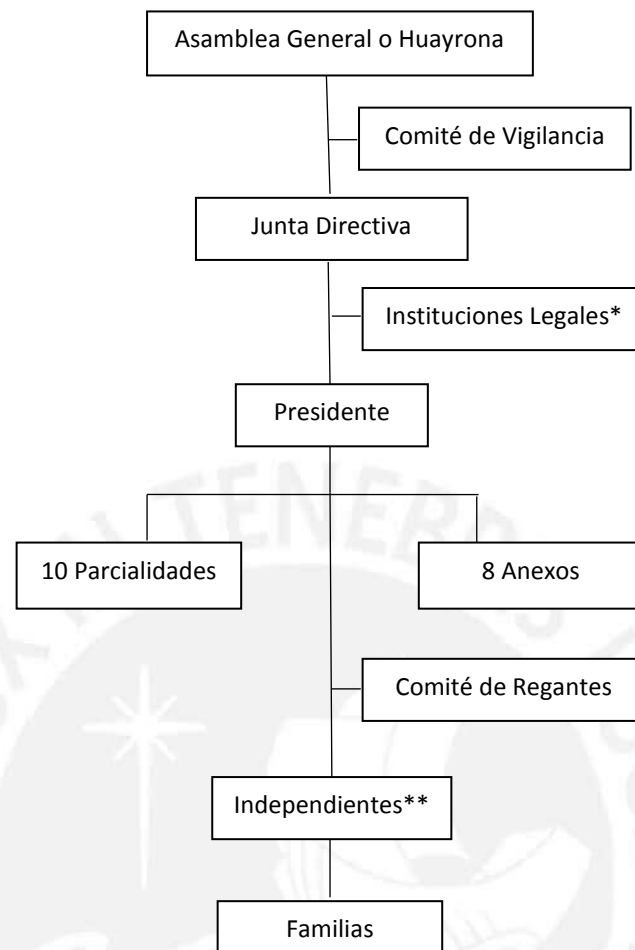 Asamblea General o Huayrona
Comité de Vigilancia
Junta Directiva
Instituciones Legales*
Presidente
10 Parcialidades
8 Anexos
Comité de Regantes
Independientes**
Familias